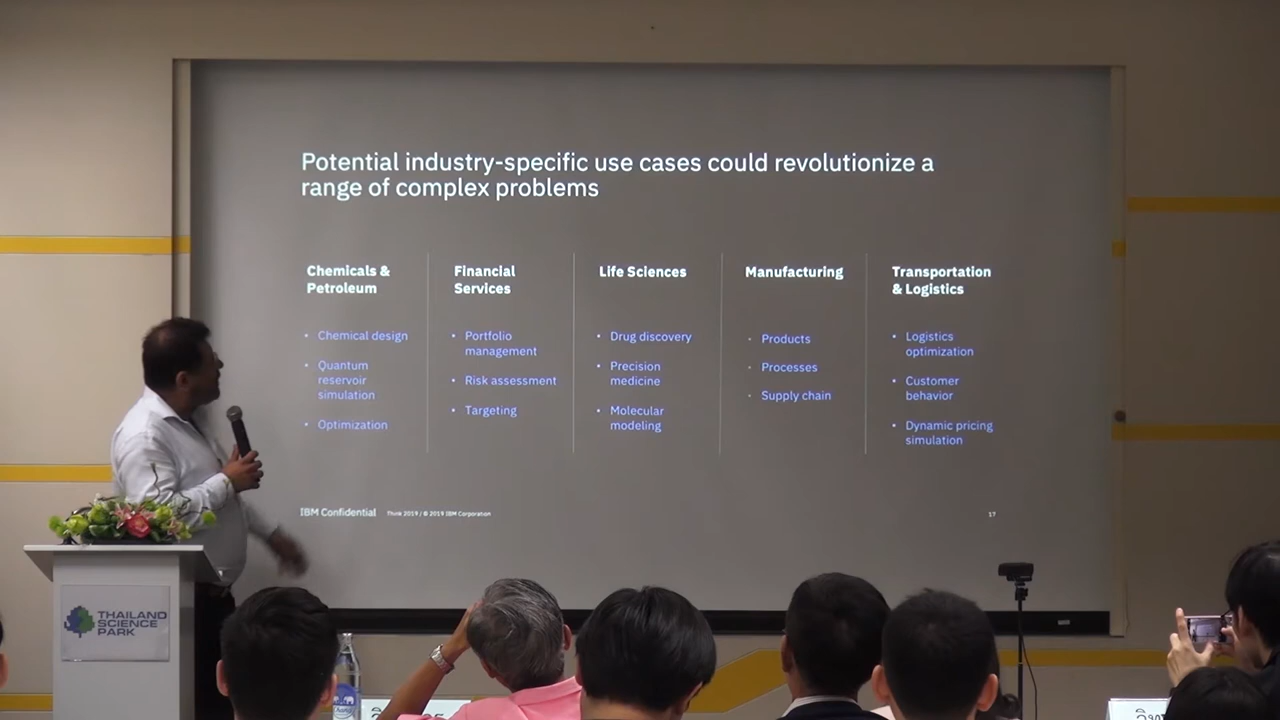 Potential industry-specific use cases could revolutionize a
range of complex problems
Chemicals &
Petroleum
• Chemical design
• Quantum
reservoir
simulation
• Optimization
Financial
Services
• Portfolio
management
• Risk assessment
• Targeting
Life Sciences
• Drug discovery
• Precision
medicine
• Molecular
modeling
Manufacturing
• Products
• Processes
• Supply chain
Transportation
& Logistics
• Logistics
optimization
• Customer
behavior
• Dynamic pricing
simulation
IBM Confidential
Think 2019 / © 2019 IBM Corporation
17
THAILAND
SCIENCE
PARK